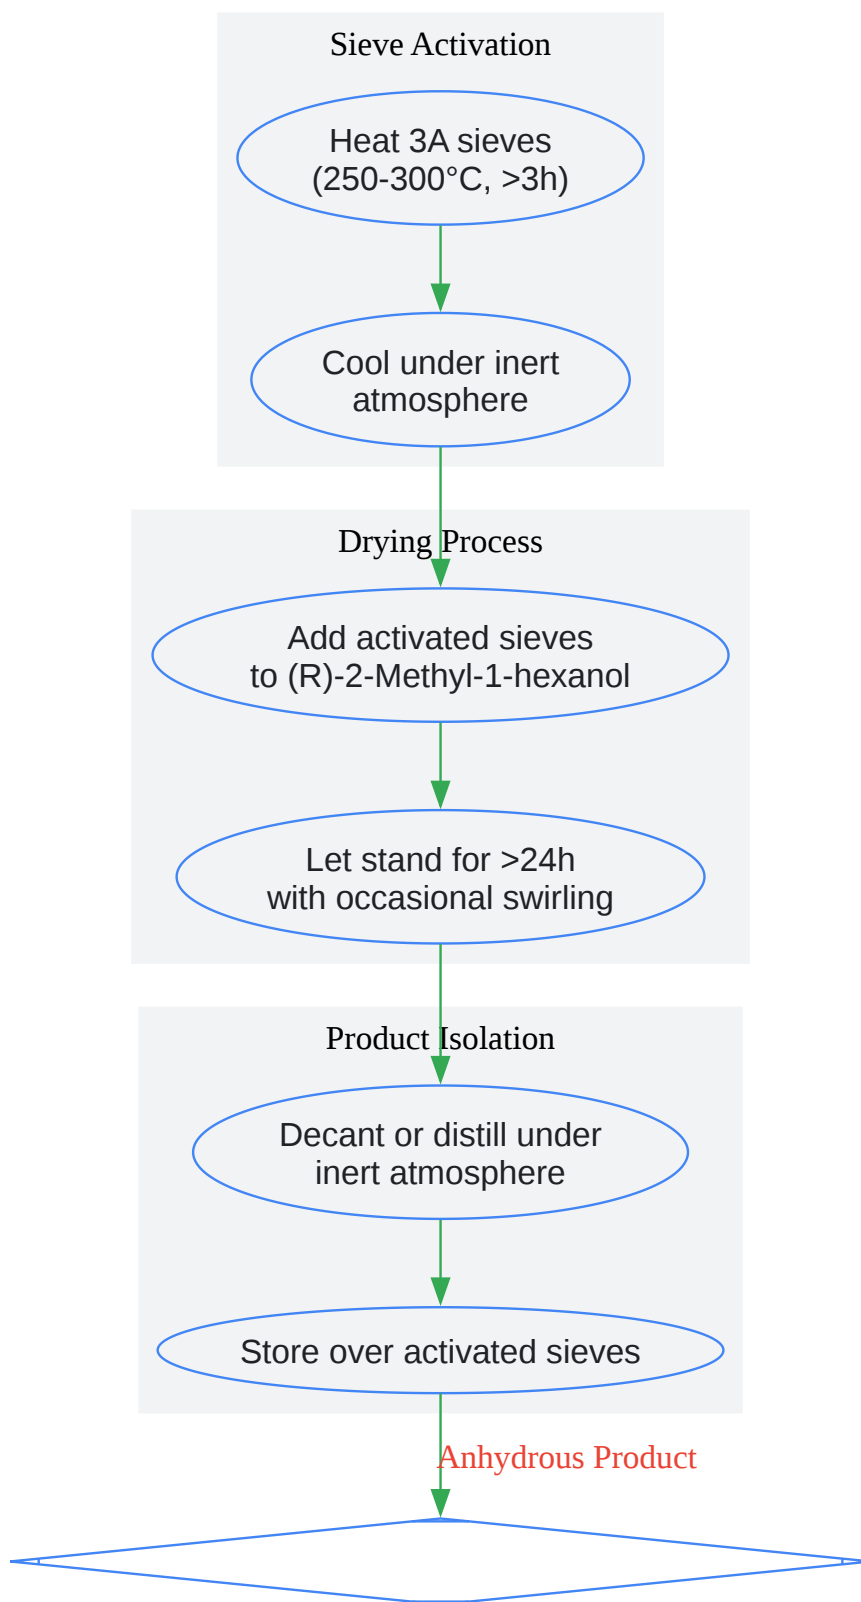 Sieve Activation
Heat 3A sieves
(250-300°C, >3h)
Cool under inert
atmosphere
Drying Process
Add activated sieves
to (R)-2-Methyl-1-hexanol
Let stand for >24h
with occasional swirling
Product Isolation
Decant or distill under
inert atmosphere
Store over activated sieves
Anhydrous Product